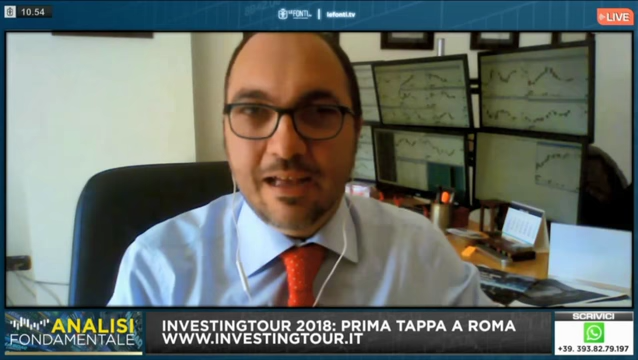 10.54
LEFONTI
lefonti.tv
LIVE
ANALISI
FONDAMENTALE
INVESTINGTOUR 2018: PRIMA TAPPA A ROMA
WWW.INVESTINGTOUR.IT
SCRIVICI
+39. 393.82.79.197